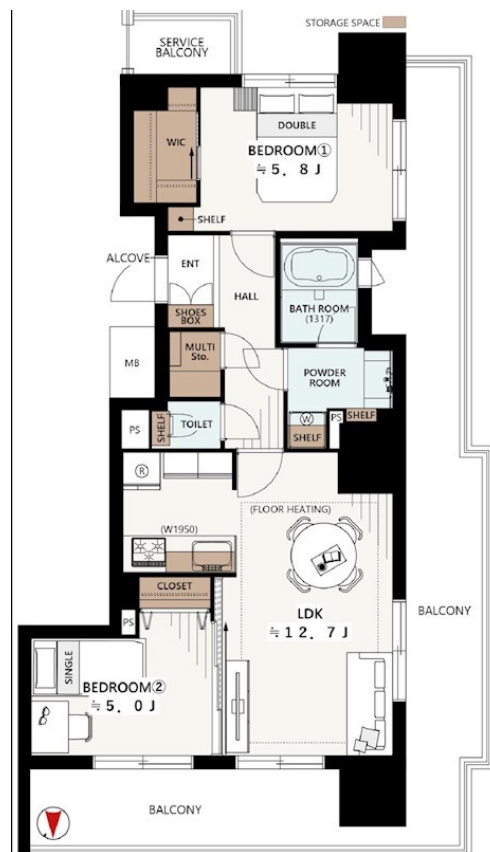 STORAGE SPACE
SERVICE
BALCONY
WIC
DOUBLE
BEDROOM①
≒5．8Ｊ
SHELF
ALCOVE
ENT
HALL
BATH ROOM
(1317)
SHOES
BOX
MB
MULTI
Sto.
POWDER
ROOM
PS
SHELF
TOILET
W
PS
SHELF
SHELF
R
(W1950)
(FLOOR HEATING)
CLOSET
LDK
≒12．7Ｊ
BALCONY
PS
SINGLE
BEDROOM②
≒5．0Ｊ
BALCONY